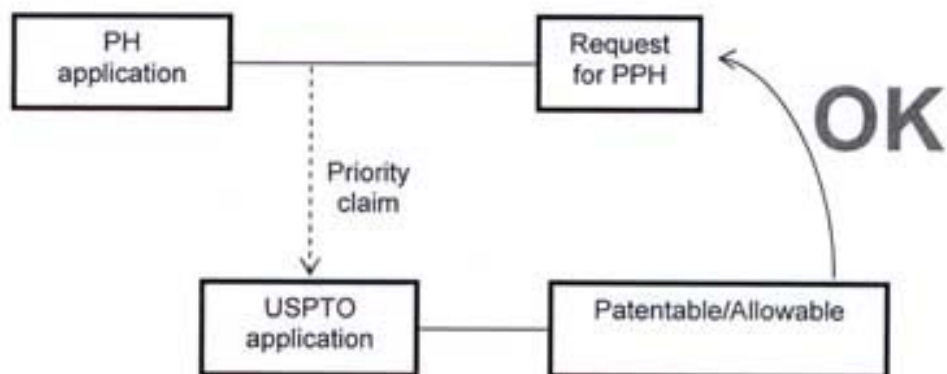 PH
application
Request
for PPH
OK
Priority
claim
USPTO
application
Patentable/Allowable